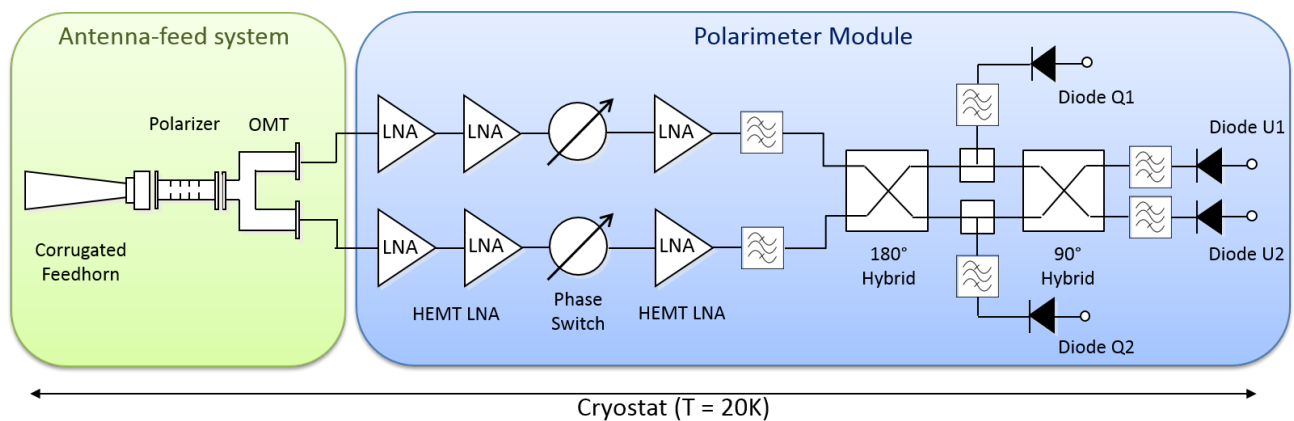 Antenna-feed system
Polarimeter Module
Polarizer
OMT
Corrugated
Feedhorn
LNA
LNA
LNA
LNA
LNA
LNA
HEMT LNA
Phase
Switch
HEMT LNA
180°
Hybrid
90°
Hybrid
Diode Q1
Diode U1
Diode U2
Diode Q2
Cryostat (T = 20K)